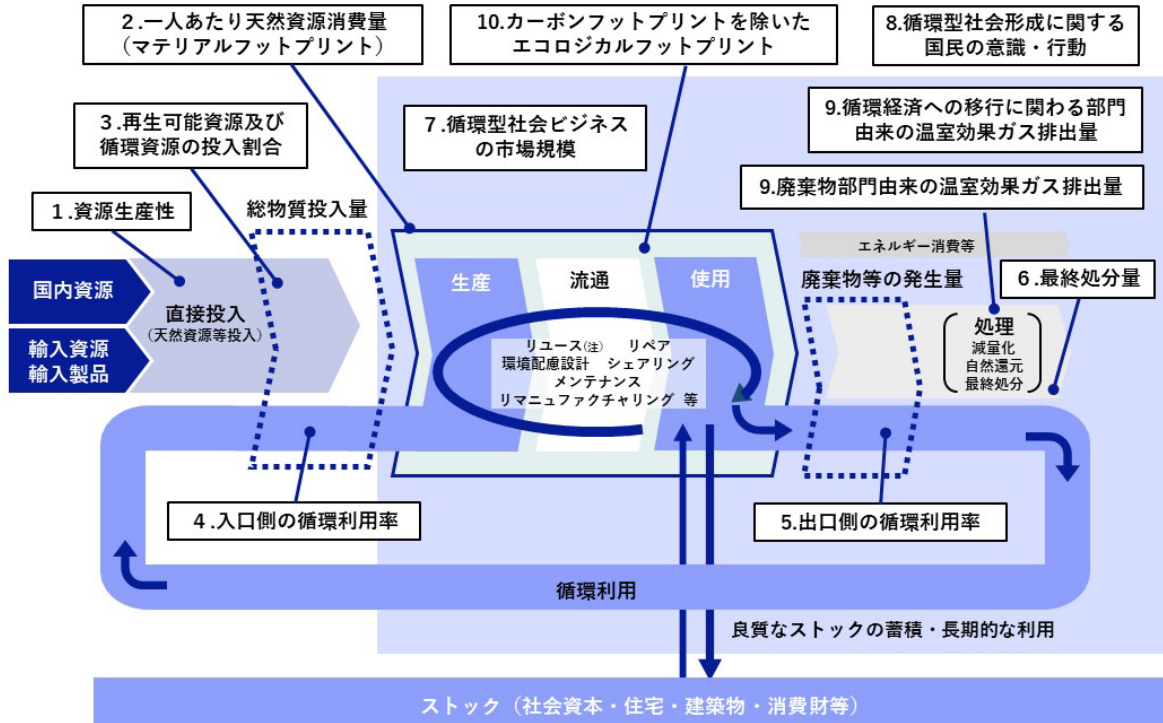 2.一人あたり天然資源消費量
（マテリアルフットプリント）
10.カーボンフットプリントを除いた
エコロジカルフットプリント
8.循環型社会形成に関する
国民の意識・行動
3.再生可能資源及び
循環資源の投入割合
7.循環型社会ビジネス
の市場規模
9.循環経済への移行に関わる部門
由来の温室効果ガス排出量
9.廃棄物部門由来の温室効果ガス排出量
1.資源生産性
総物質投入量
エネルギー消費等
国内資源
直接投入
（天然資源等投入）
輸入資源
輸入製品
生産
流通
使用
廃棄物等の発生量
6.最終処分量
処理
減量化
自然還元
最終処分
リユース(注) リペア
環境配慮設計 シェアリング
メンテナンス
リマニュファクチャリング 等
4.入口側の循環利用率
5.出口側の循環利用率
循環利用
良質なストックの蓄積・長期的な利用
ストック（社会資本・住宅・建築物・消費財等）